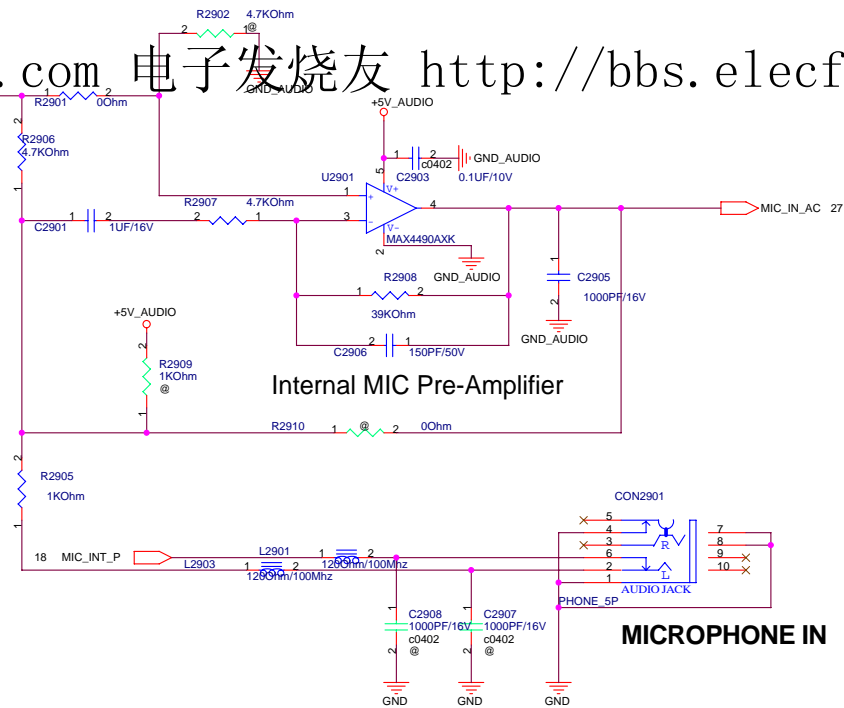 R2902 4.7KOhm
2 1 @
.com 电子发烧友 http://bbs.elecf
GND_AUDIO
1 2
R2901 0Ohm
+5V_AUDIO
2
R2906
4.7KOhm
1
5
1 2 GND_AUDIO
c0402
C2903 0.1UF/10V
U2901
V+
R2907 4.7KOhm
1 +
4
MIC_IN_AC 27
1 2
2 1
3 −
C2901 1UF/16V
V-
MAX4490AXK
2
GND_AUDIO
R2908
1 2
39KOhm
1
C2905
2 1000PF/16V
GND_AUDIO
+5V_AUDIO
2 1
C2906 150PF/50V
2
R2909
1KOhm
@
1
Internal MIC Pre-Amplifier
R2910 1 @ 2 0Ohm
2
R2905
1KOhm
1
CON2901
5
4
3
6
2
1
R
L
7
8
9
10
AUDIO JACK
PHONE_5P
18 MIC_INT_P
L2901
1 2
120Ohm/100Mhz
L2903
1 2
120Ohm/100Mhz
1
C2908
1000PF/16V
c0402
2 @
1
C2907
1000PF/16V
c0402
2 @
MICROPHONE IN
GND GND GND